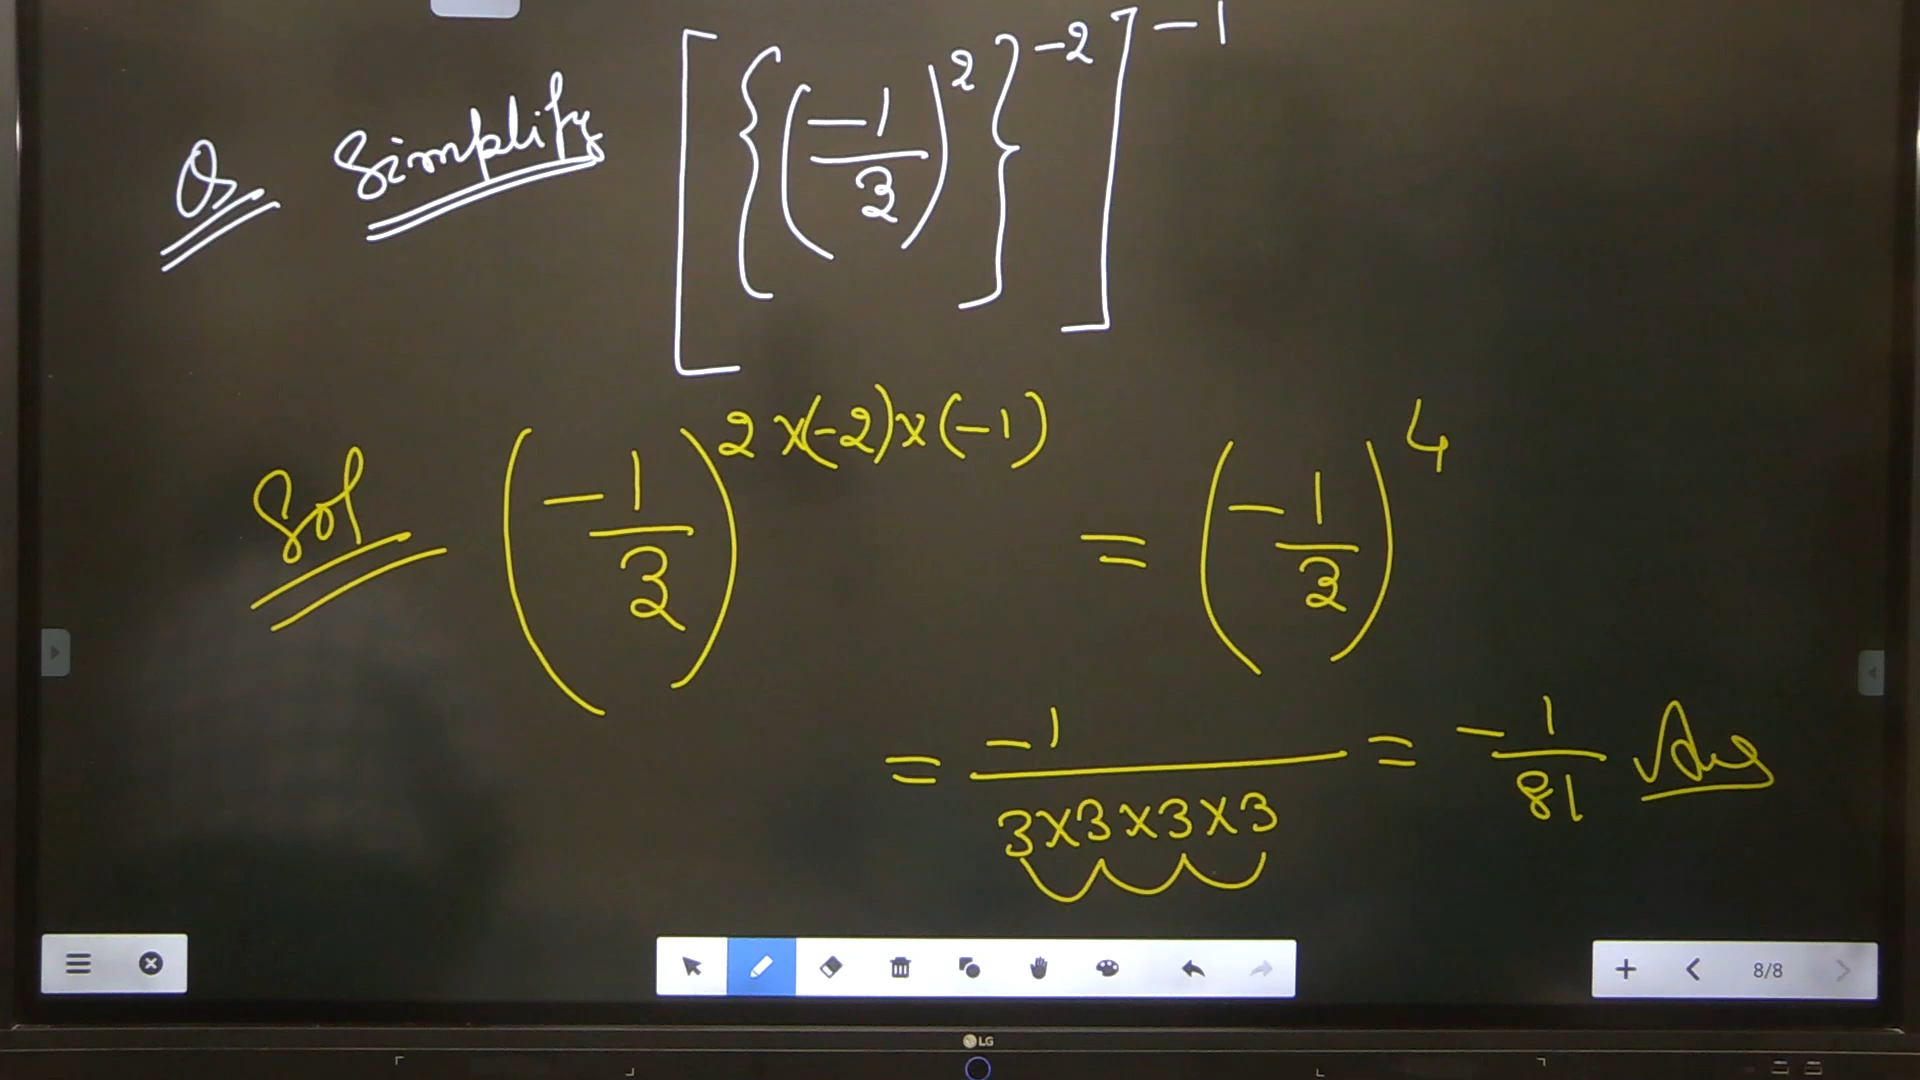 Q. Simplify [{(-1/3)^2}^-2]^-1
Sol (-1/3)^2×(-2)×(-1) = (-1/3)^4
= -1/3×3×3×3 = -1/81 Ans
8/8
LG